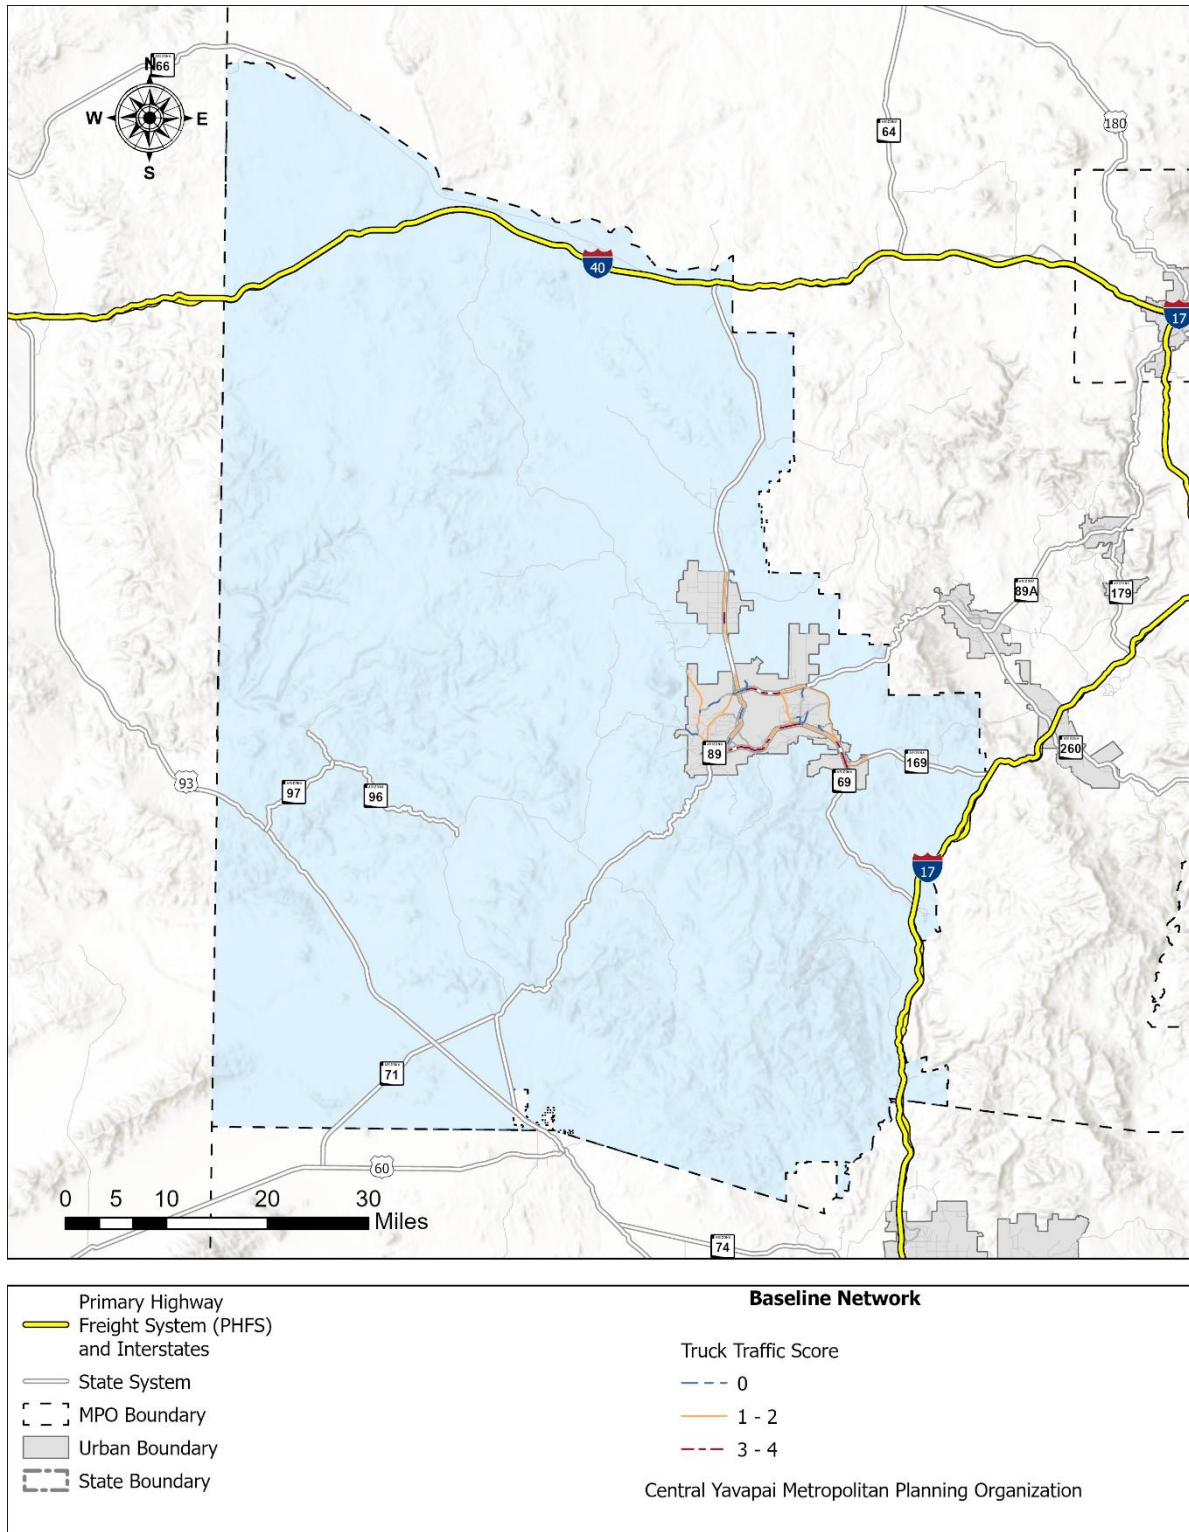 N
66
W
E
S
64
180
40
17
89A
179
89
169
260
69
93
97
96
17
71
60
74
0 5 10 20 30
Miles
Primary Highway
Freight System (PHFS)
and Interstates
State System
MPO Boundary
Urban Boundary
State Boundary
Baseline Network
Truck Traffic Score
0
1 - 2
3 - 4
Central Yavapai Metropolitan Planning Organization